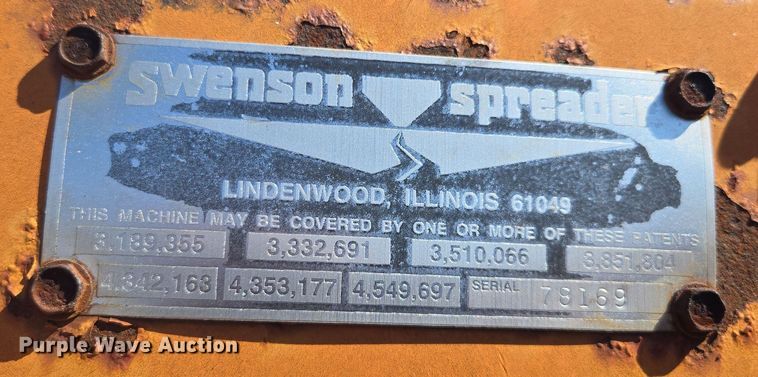 Swenson spreader
LINDENWOOD, ILLINOIS 61049
THIS MACHINE MAY BE COVERED BY ONE OR MORE OF THESE PATENTS
3,189,355 3,332,691 3,510,066 3,851,804
4,342,163 4,353,177 4,549,697 SERIAL 78169
Purple Wave Auction